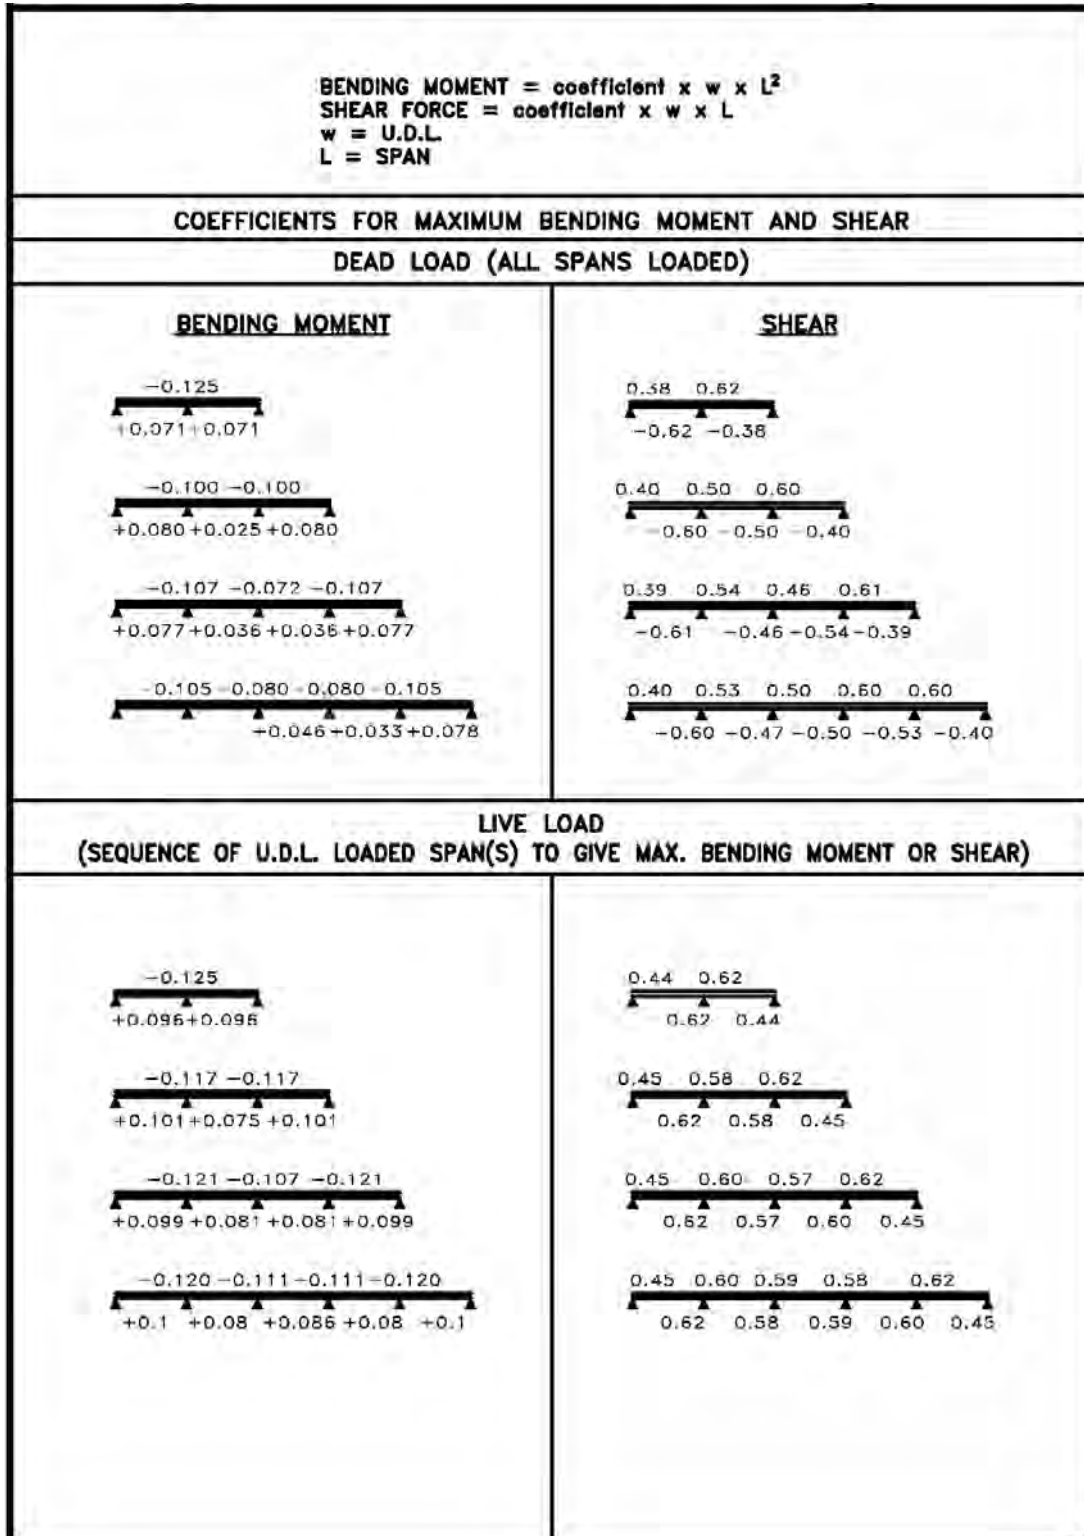 BENDING MOMENT = coefficient x w x L²
SHEAR FORCE = coefficient x w x L
w = U.D.L.
L = SPAN
COEFFICIENTS FOR MAXIMUM BENDING MOMENT AND SHEAR
DEAD LOAD (ALL SPANS LOADED)
BENDING MOMENT
-0.125
+0.071+0.071
-0.100 -0.100
+0.080 +0.025 +0.080
-0.107 -0.072 -0.107
+0.077+0.036+0.036+0.077
-0.105 -0.080 -0.080 -0.105
+0.046 +0.033 +0.078
SHEAR
0.38 0.62
-0.62 -0.38
0.40 0.50 0.60
-0.60 -0.50 -0.40
0.39 0.54 0.46 0.61
-0.61 -0.46 -0.54 -0.39
0.40 0.53 0.50 0.60 0.60
-0.60 -0.47 -0.50 -0.53 -0.40
LIVE LOAD
(SEQUENCE OF U.D.L. LOADED SPAN(S) TO GIVE MAX. BENDING MOMENT OR SHEAR)
-0.125
+0.096+0.096
-0.117 -0.117
+0.101 +0.075 +0.101
-0.121 -0.107 -0.121
+0.099 +0.081 +0.081 +0.099
-0.120 -0.111 -0.111 -0.120
+0.1 +0.08 +0.086 +0.08 +0.1
0.44 0.62
0.62 0.44
0.45 0.58 0.62
0.62 0.58 0.45
0.45 0.60 0.57 0.62
0.62 0.57 0.60 0.45
0.45 0.60 0.59 0.58 0.62
0.62 0.58 0.59 0.60 0.45